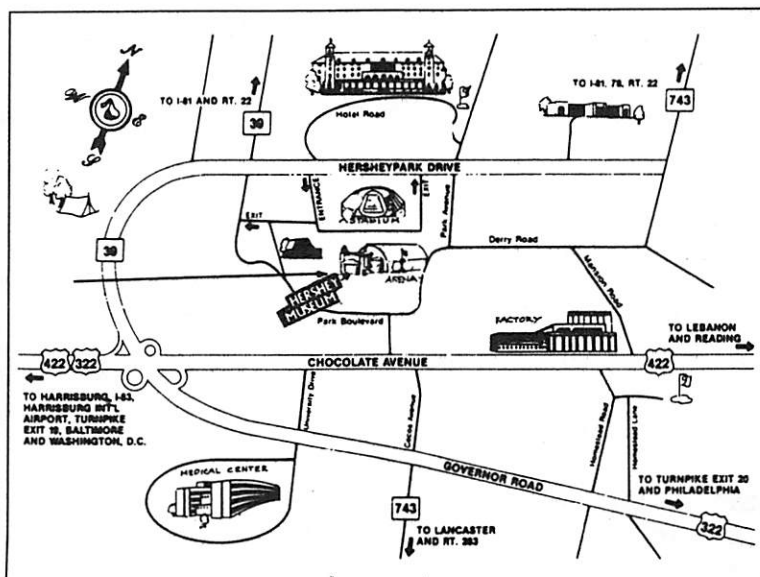 N
W
E
S
TO I-81 AND RT. 22
39
Hotel Road
TO I-81, 78, RT. 22
743
HERSHEYPARK DRIVE
ENTRANCE
EXIT
STADIUM
Park Avenue
39
EXIT
Derry Road
ARENA
HERSHEY
MUSEUM
Mansion Road
Park Boulevard
FACTORY
TO LEBANON
AND READING
422
322
CHOCOLATE AVENUE
422
TO HARRISBURG, I-83,
HARRISBURG INT'L
AIRPORT, TURNPIKE
EXIT 19, BALTIMORE
AND WASHINGTON, D.C.
University Drive
Cocoa Avenue
Homestead Road
Homestead Lane
MEDICAL CENTER
GOVERNOR ROAD
TO TURNPIKE EXIT 20
AND PHILADELPHIA
743
322
TO LANCASTER
AND RT. 283